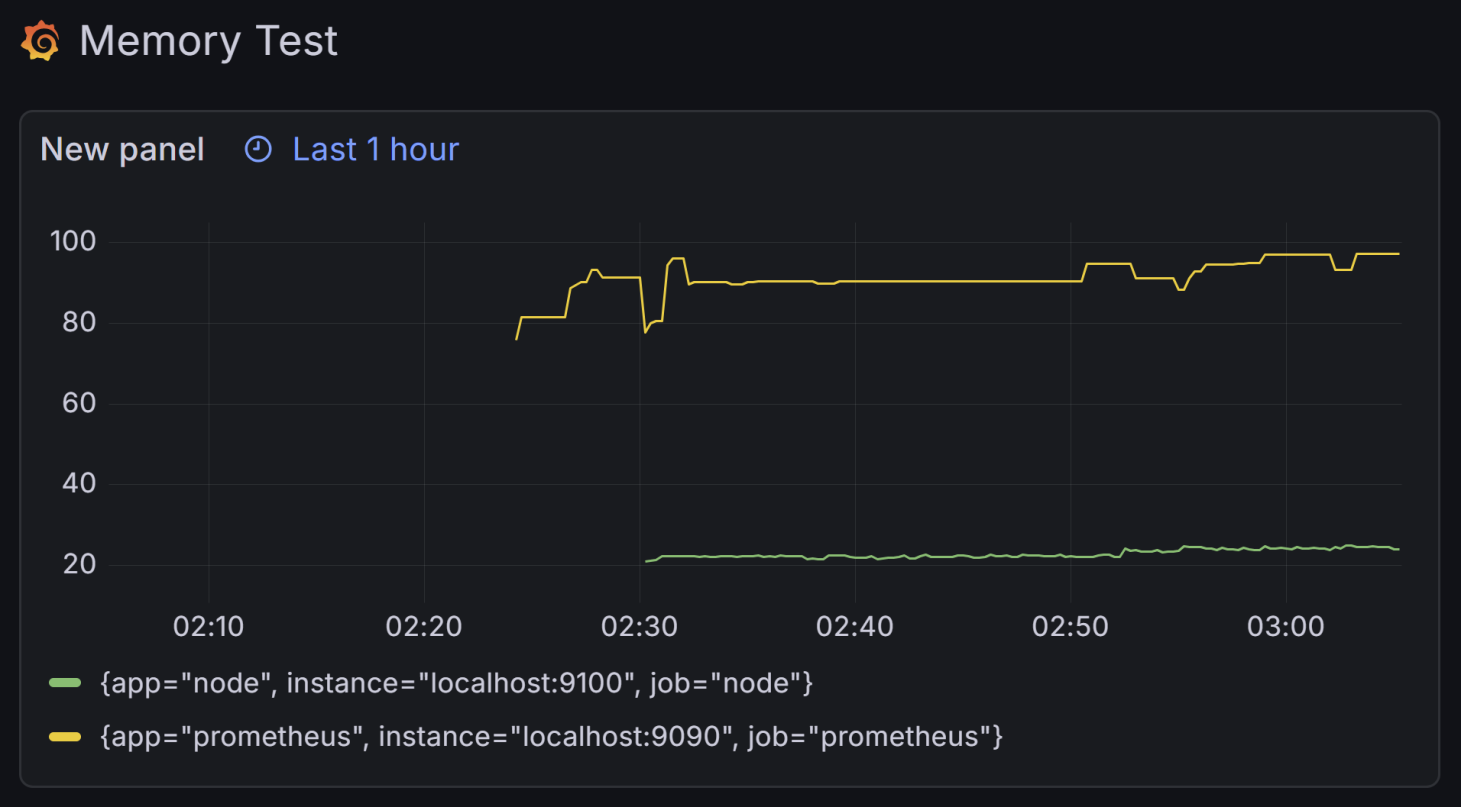 Memory Test
New panel Last 1 hour
100
80
60
40
20
02:10 02:20 02:30 02:40 02:50 03:00
{app="node", instance="localhost:9100", job="node"}
{app="prometheus", instance="localhost:9090", job="prometheus"}